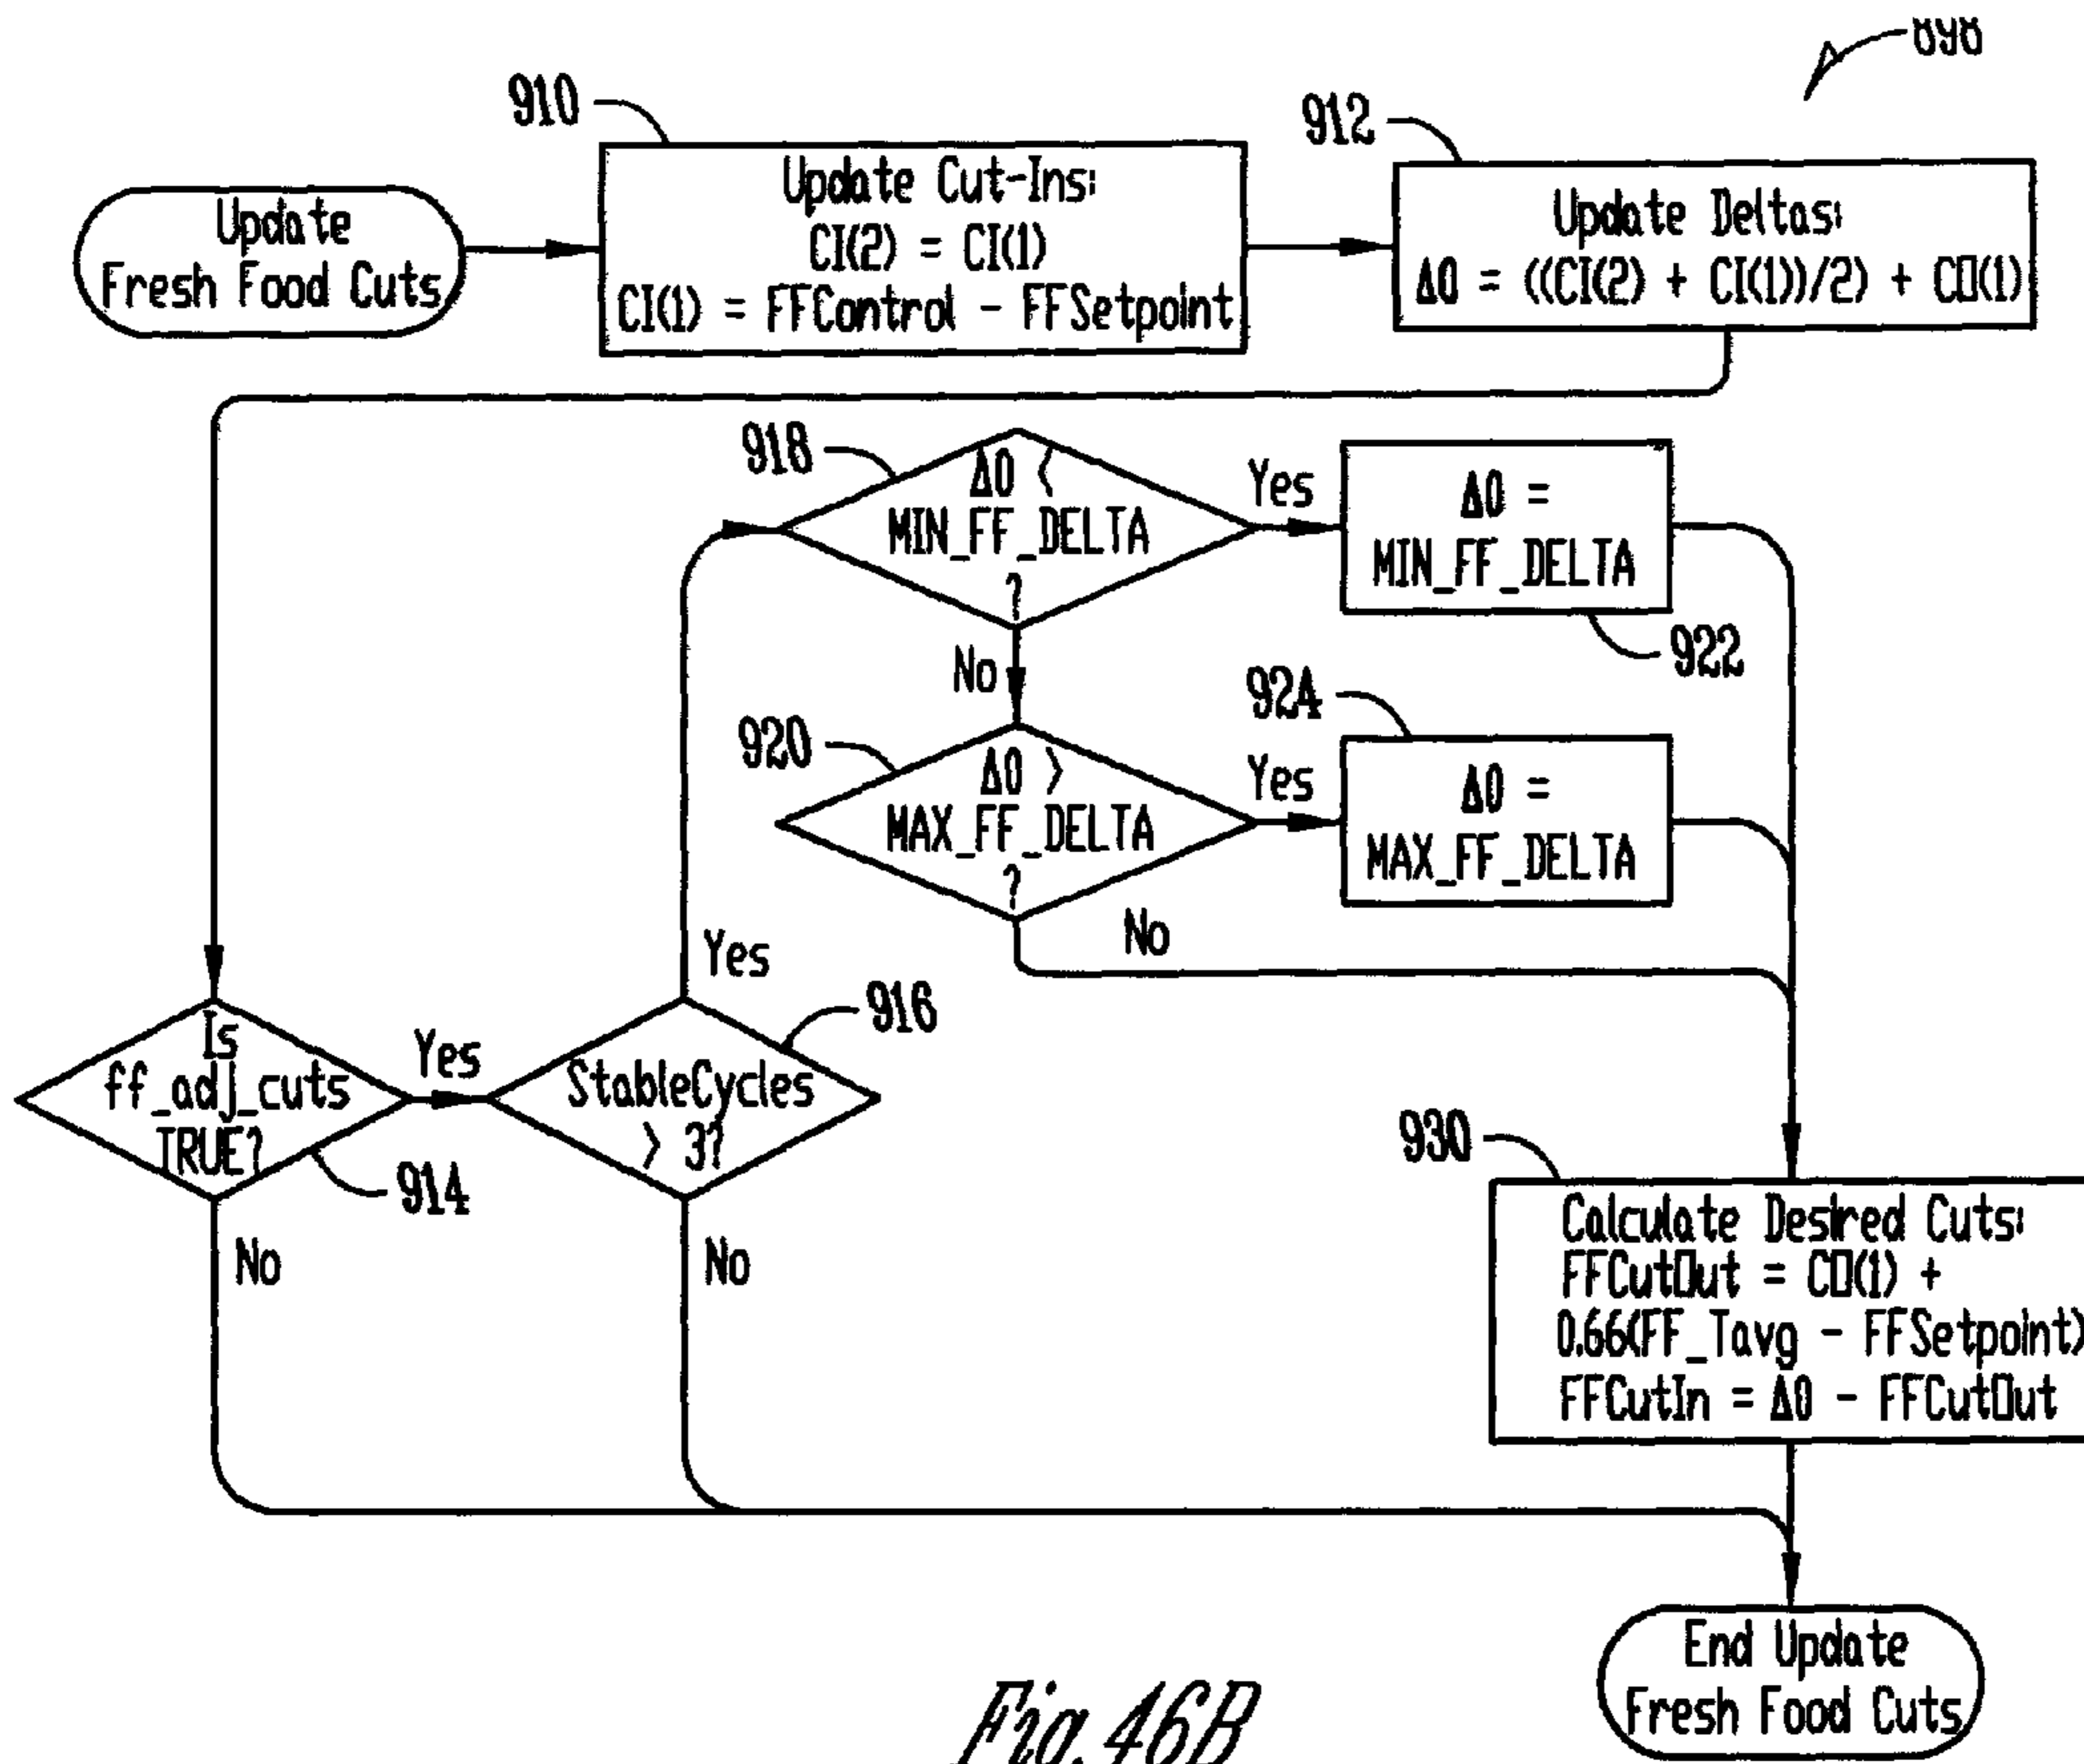 898
910
912
Update
Fresh Food Cuts
Update Cut-Ins:
CI(2) = CI(1)
CI(1) = FFControl - FFSetpoint
Update Deltas:
Δ0 = ((CI(2) + CI(1))/2) + CO(1)
918
Δ0 <
MIN_FF_DELTA
?
Yes
Δ0 =
MIN_FF_DELTA
922
No
920
Δ0 >
MAX_FF_DELTA
?
Yes
924
Δ0 =
MAX_FF_DELTA
No
Is
ff_adj_cuts
TRUE?
914
Yes
No
StableCycles
> 3?
916
Yes
No
930
Calculate Desired Cuts:
FFCutOut = CO(1) +
0.66(FF_Tavg - FFSetpoint)
FFCutIn = Δ0 - FFCutOut
End Update
Fresh Food Cuts
Fig. 46B